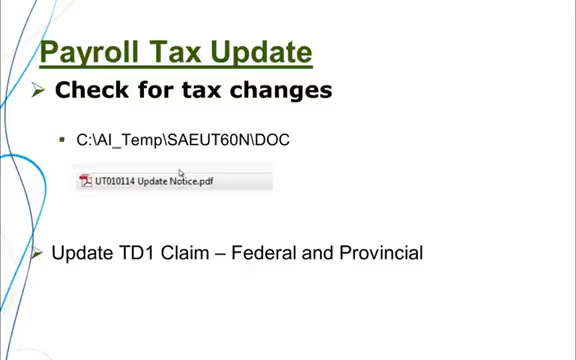 Payroll Tax Update
Check for tax changes
C:\AI_Temp\SAEUT60N\DOC
UT010114 Update Notice.pdf
Update TD1 Claim – Federal and Provincial